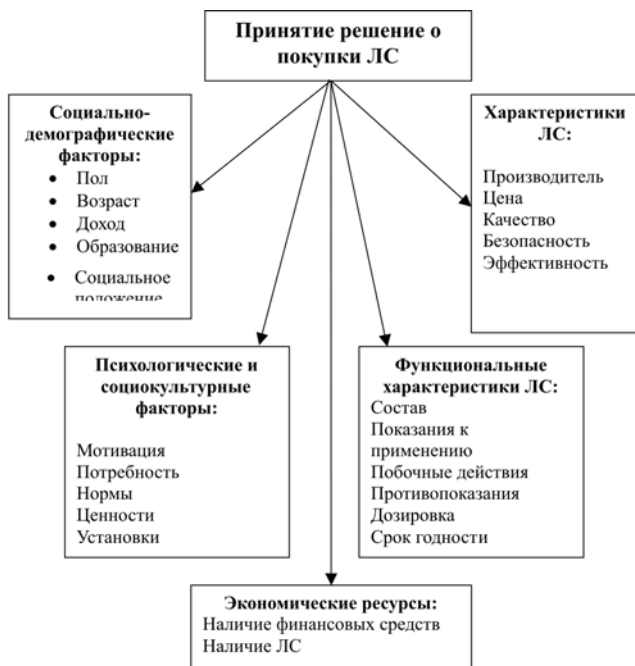 Принятие решение о
покупки ЛС
Социально-
демографические
факторы:
• Пол
• Возраст
• Доход
• Образование
• Социальное
положение
Характеристики
ЛС:
Производитель
Цена
Качество
Безопасность
Эффективность
Психологические и
социокультурные
факторы:
Мотивация
Потребность
Нормы
Ценности
Установки
Функциональные
характеристики ЛС:
Состав
Показания к
применению
Побочные действия
Противопоказания
Дозировка
Срок годности
Экономические ресурсы:
Наличие финансовых средств
Наличие ЛС